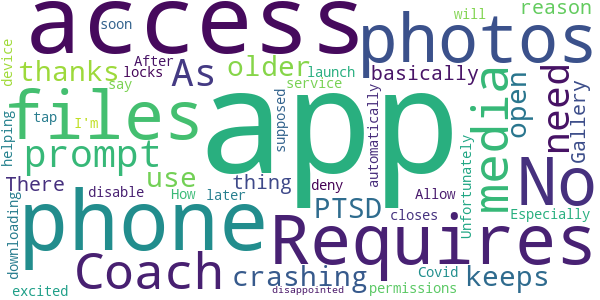 access
soon
will
reason
photos
After
older
launch
device
thanks
locks
As
basically
say
service
files
app
media
open
need
Gallery
tap
I'm
supposed
automatically
helping
prompt
use
thing
deny
No
There
disable
How
later
PTSD
Allow
Unfortunately
closes
Especially
phone
Requires
downloading
Coach
crashing
Covid
keeps
excited
disappointed
permissions